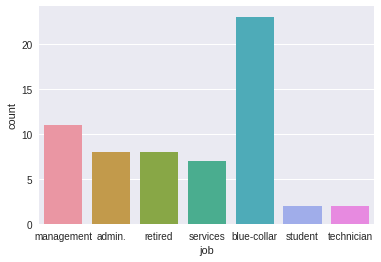 20
15
10
5
0
count
management admin. retired services blue-collar student technician
job